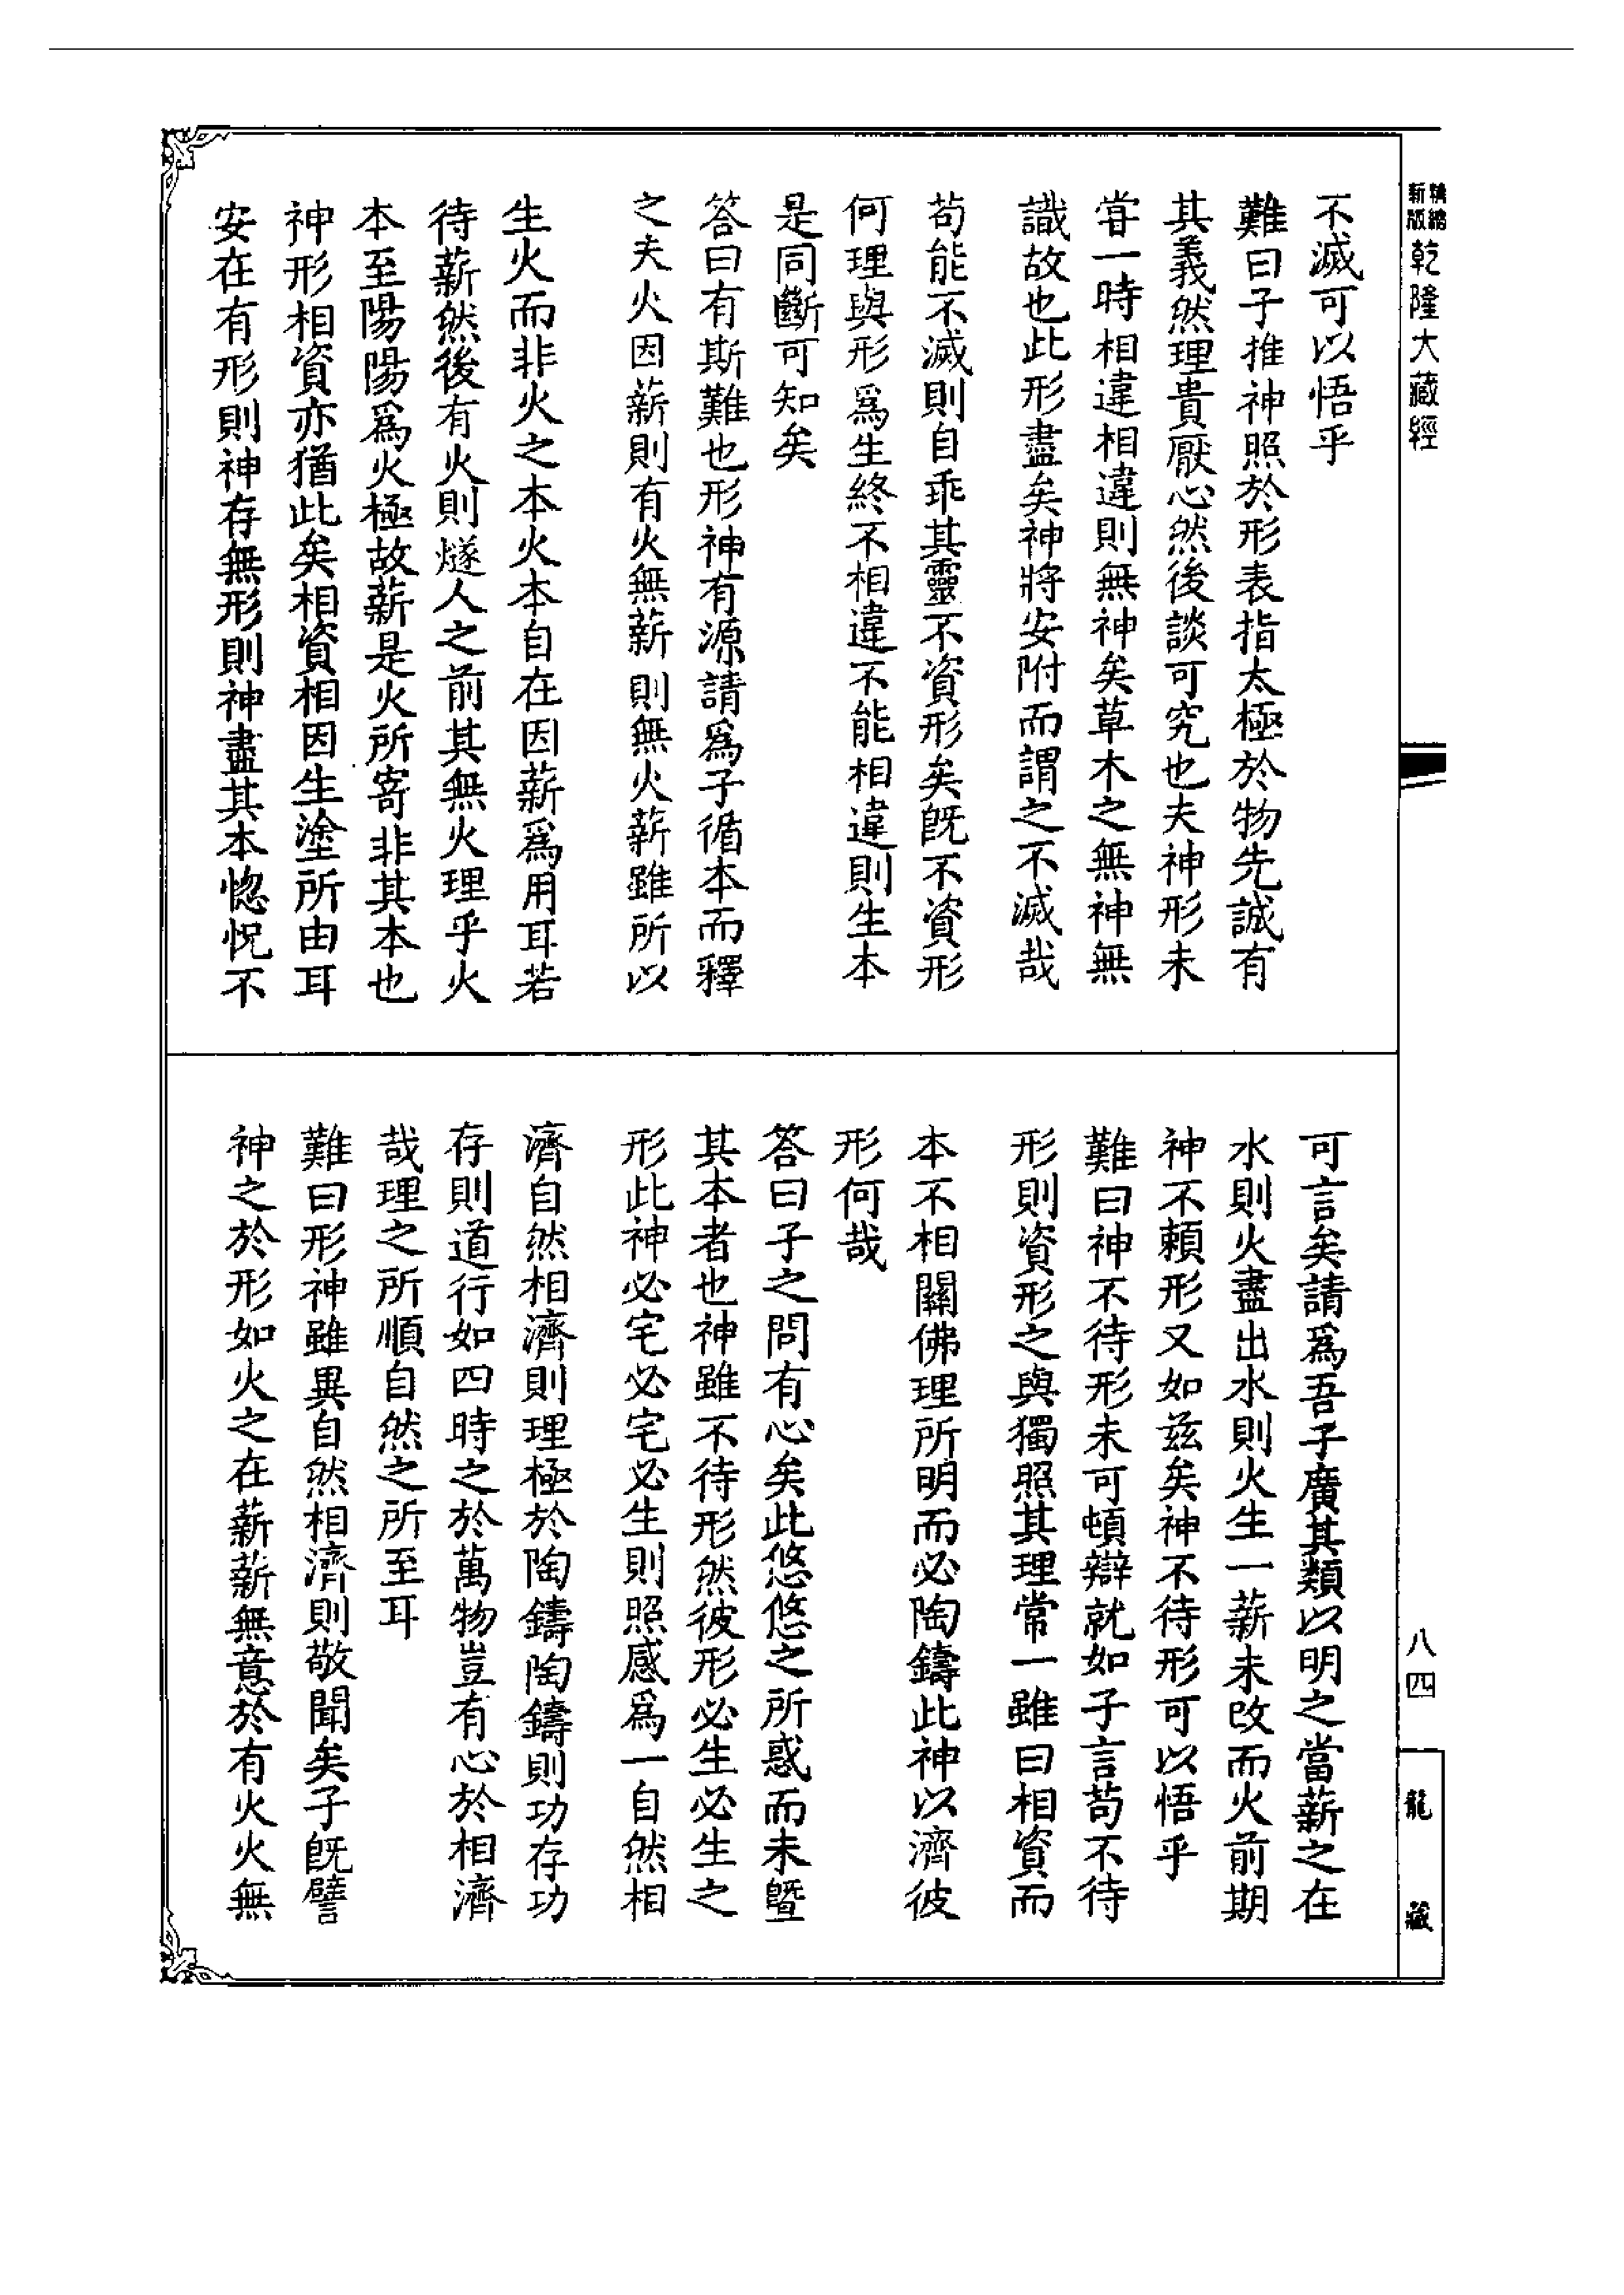 精縮新版乾隆大藏經
不滅可以悟乎
難曰子推神照於形表指太極於物先誠有
其義然理貴厭心然後談可究也夫神形未
甞一時相違相違則無神矣草木之無神無
識故也此形盡矣神將安附而謂之不滅哉
苟能不滅則自乖其靈不資形矣既不資形
何理與形爲生終不相違不能相違則生本
是同斷可知矣
答曰有斯難也形神有源請爲子循本而釋
之夫火因薪則有火無薪則無火薪雖所以
生火而非火之本火本自在因薪爲用耳若
待薪然後有火則燧人之前其無火理乎火
本至陽陽爲火極故薪是火所寄非其本也
神形相資亦猶此矣相資相因生塗所由耳
安在有形則神存無形則神盡其本惚怳不
可言矣請爲吾子廣其類以明之當薪之在
水則火盡出水則火生一薪未改而火前期
神不賴形又如茲矣神不待形可以悟乎
難曰神不待形未可頓辯就如子言苟不待
形則資形之與獨照其理常一雖曰相資而
本不相關佛理所明而必陶鑄此神以濟彼
形何哉
答曰子之問有心矣此悠悠之所惑而未曁
其本者也神雖不待形然彼形必生必生之
形此神必宅必宅必生則照感爲一自然相
濟自然相濟則理極於陶鑄陶鑄則功存功
存則道行如四時之於萬物豈有心於相濟
哉理之所順自然之所至耳
難曰形神雖異自然相濟則敬聞矣子既譬
神之於形如火之在薪薪無意於有火火無
八四
龍藏